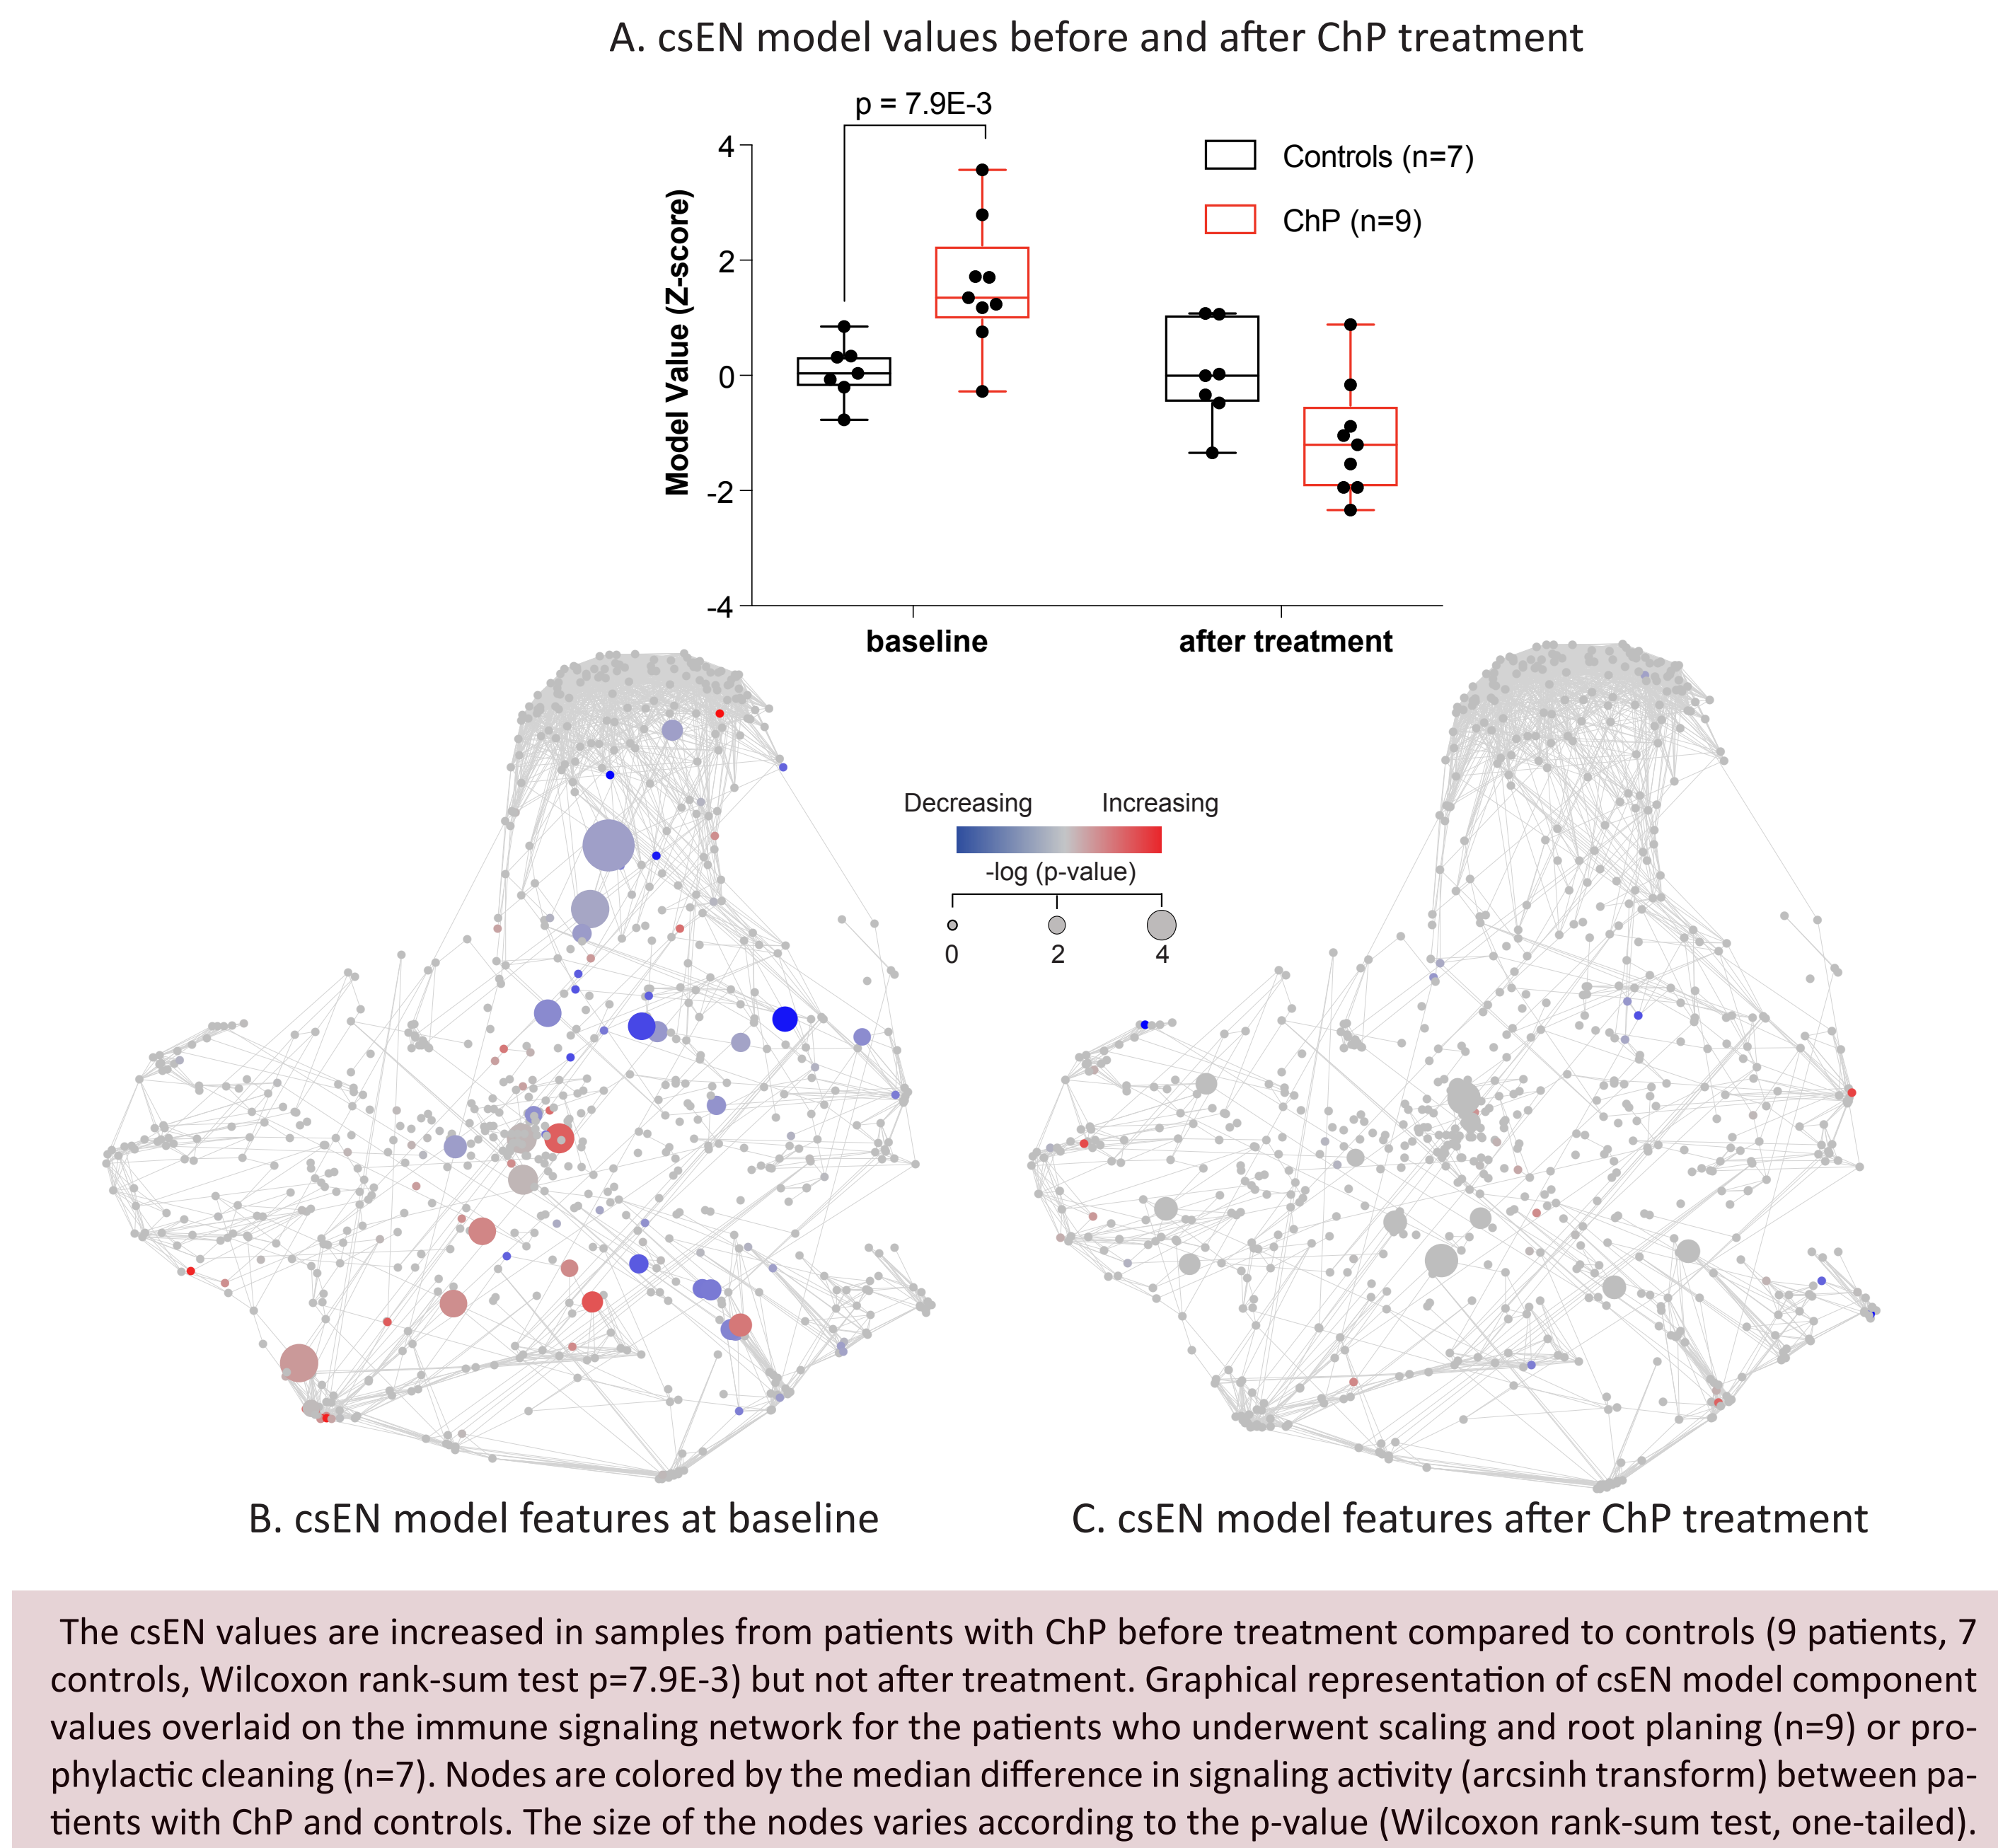 A. csEN model values before and after ChP treatment
p = 7.9E-3
Model Value (Z-score)
4
2
0
-2
-4
Controls (n=7)
ChP (n=9)
baseline
after treatment
Decreasing
Increasing
-log (p-value)
0
2
4
B. csEN model features at baseline
C. csEN model features after ChP treatment
The csEN values are increased in samples from patients with ChP before treatment compared to controls (9 patients, 7
controls, Wilcoxon rank-sum test p=7.9E-3) but not after treatment. Graphical representation of csEN model component
values overlaid on the immune signaling network for the patients who underwent scaling and root planing (n=9) or pro-
phylactic cleaning (n=7). Nodes are colored by the median difference in signaling activity (arcsinh transform) between pa-
tients with ChP and controls. The size of the nodes varies according to the p-value (Wilcoxon rank-sum test, one-tailed).